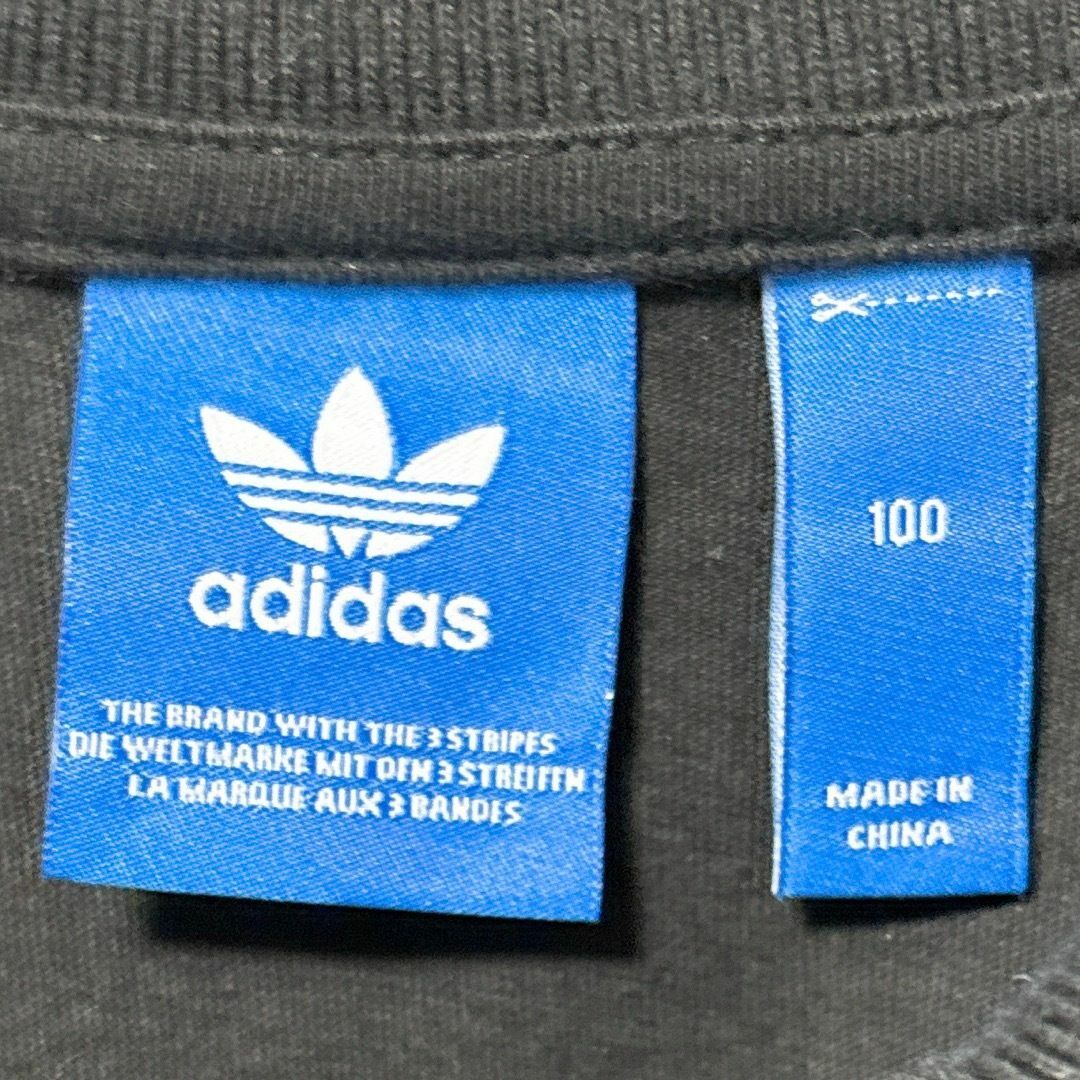 adidas
THE BRAND WITH THE 3 STRIPES
DIE WELTMARKE MIT DEN 3 STREIFEN
LA MARQUE AUX 3 BANDES
100
MADE IN
CHINA